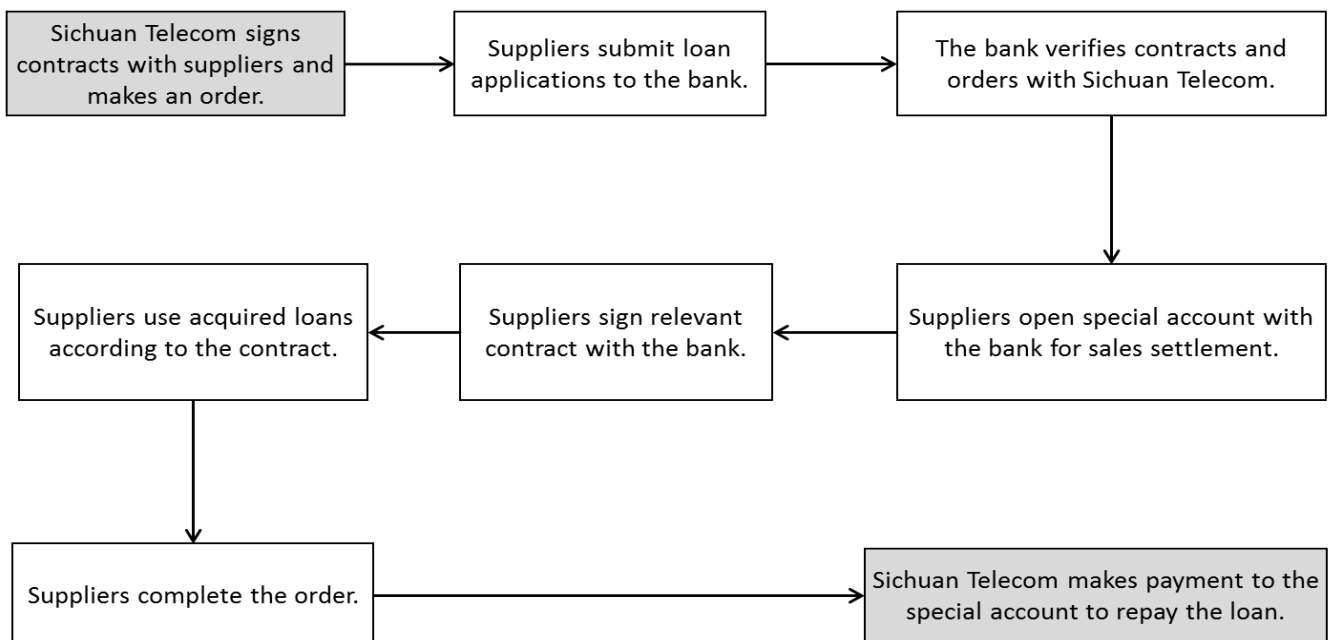 Sichuan Telecom signs
contracts with suppliers and
makes an order.
Suppliers submit loan
applications to the bank.
The bank verifies contracts and
orders with Sichuan Telecom.
Suppliers open special account with
the bank for sales settlement.
Suppliers sign relevant
contract with the bank.
Suppliers use acquired loans
according to the contract.
Suppliers complete the order.
Sichuan Telecom makes payment to the
special account to repay the loan.